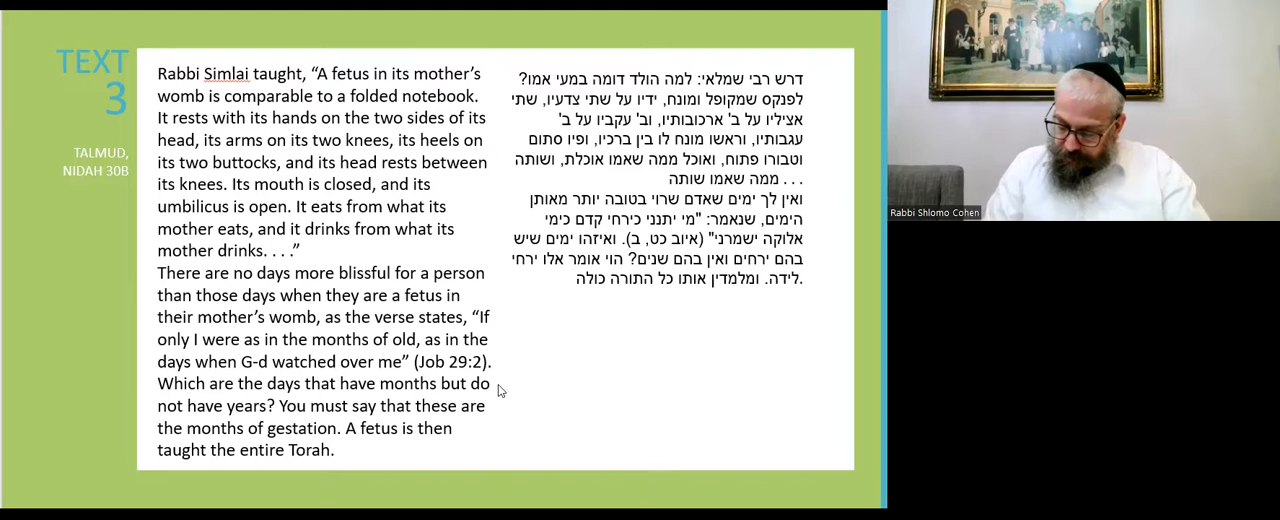 TEXT
3
TALMUD,
NIDAH 30B
Rabbi Simlai taught, “A fetus in its mother’s
womb is comparable to a folded notebook.
It rests with its hands on the two sides of its
head, its arms on its two knees, its heels on
its two buttocks, and its head rests between
its knees. Its mouth is closed, and its
umbilicus is open. It eats from what its
mother eats, and it drinks from what its
mother drinks. . . .”
There are no days more blissful for a person
than those days when they are a fetus in
their mother’s womb, as the verse states, “If
only I were as in the months of old, as in the
days when G-d watched over me” (Job 29:2).
Which are the days that have months but do
not have years? You must say that these are
the months of gestation. A fetus is then
taught the entire Torah.
דרש רבי שמלאי: למה הולד דומה במעי אמו?
לפנקס שמקופל ומונח, ידיו על שתי צדעיו, שתי
אציליו על ב' ארכובותיו, וב' עקביו על ב'
עגבותיו, וראשו מונח לו בין ברכיו, ופיו סתום
וטבורו פתוח, ואוכל ממה שאמו אוכלת, ושותה
. . . ממה שאמו שותה
ואין לך ימים שאדם שרוי בטובה יותר מאותן
הימים, שנאמר: "מי יתנני כירחי קדם כימי
אלוקה ישמרני" (איוב כט, ב). ואיזהו ימים שיש
בהם ירחים ואין בהם שנים? הוי אומר אלו ירחי
.לידה. ומלמדין אותו כל התורה כולה
Rabbi Shlomo Cohen